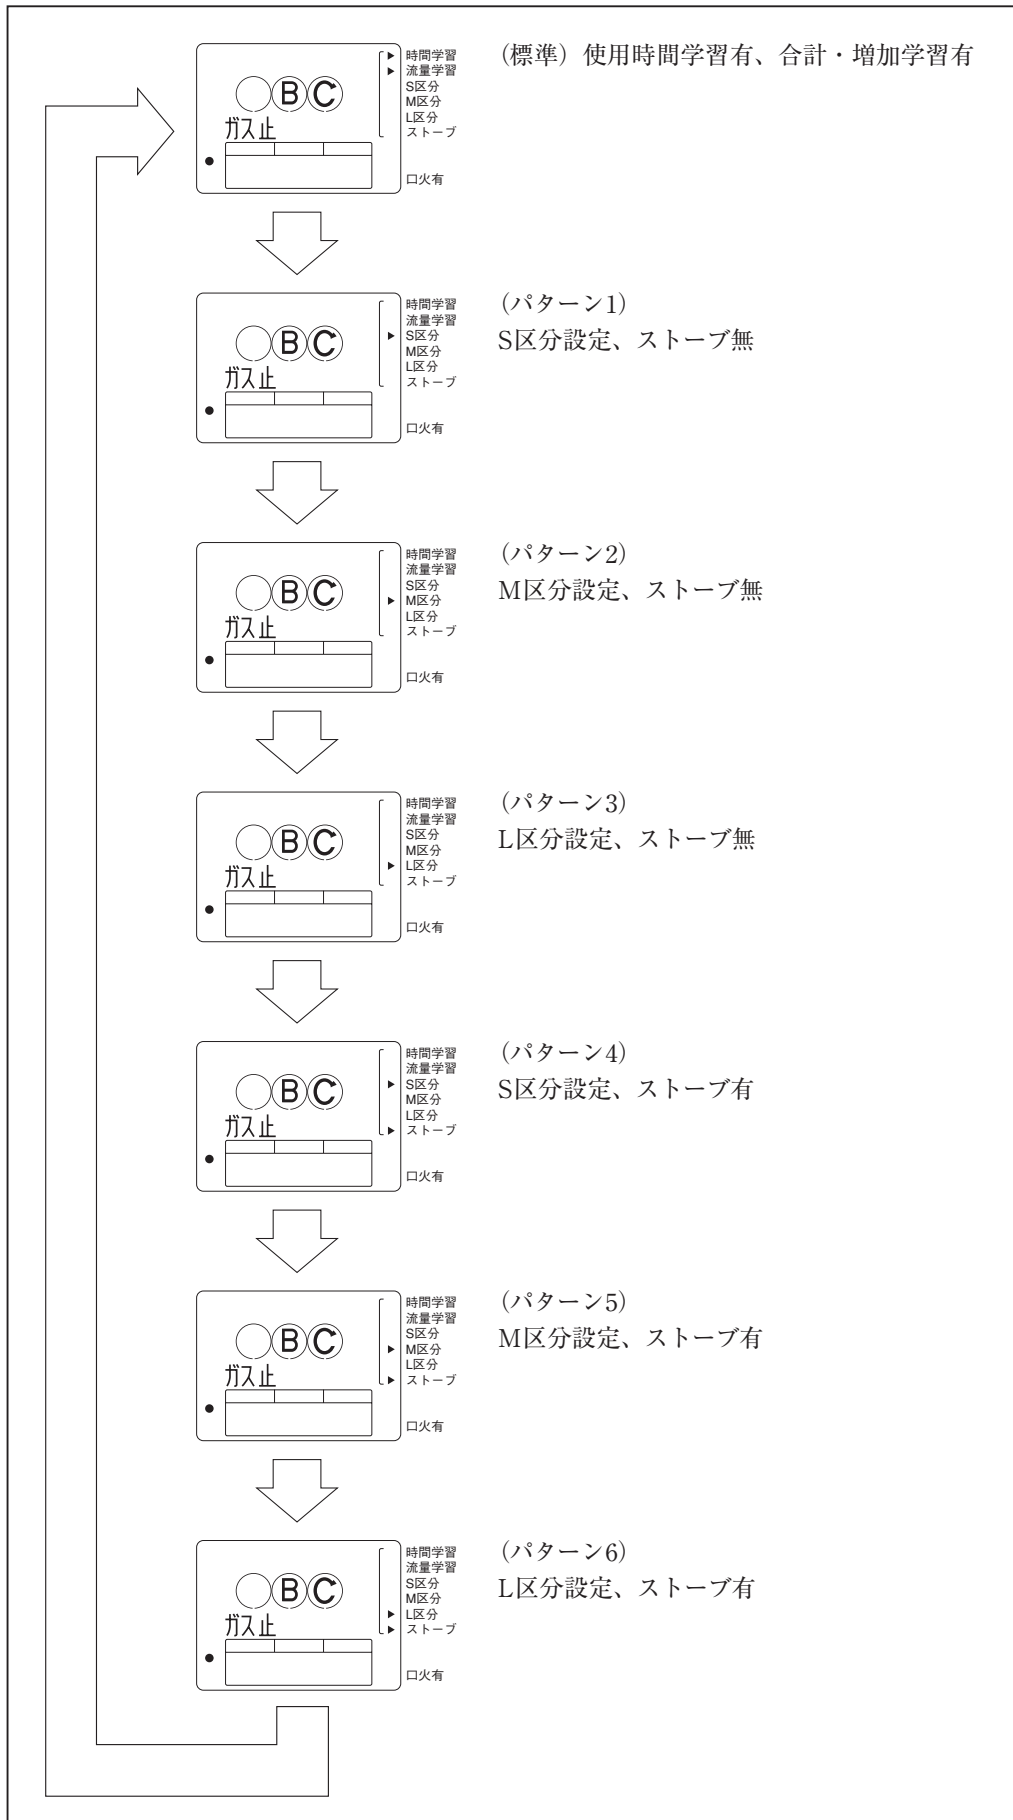 時間学習
流量学習
S区分
M区分
L区分
ストーブ
BC
ガス止
口火有
(標準)使用時間学習有、合計・増加学習有
時間学習
流量学習
S区分
M区分
L区分
ストーブ
BC
ガス止
口火有
(パターン1)
S区分設定、ストーブ無
時間学習
流量学習
S区分
M区分
L区分
ストーブ
BC
ガス止
口火有
(パターン2)
M区分設定、ストーブ無
時間学習
流量学習
S区分
M区分
L区分
ストーブ
BC
ガス止
口火有
(パターン3)
L区分設定、ストーブ無
時間学習
流量学習
S区分
M区分
L区分
ストーブ
BC
ガス止
口火有
(パターン4)
S区分設定、ストーブ有
時間学習
流量学習
S区分
M区分
L区分
ストーブ
BC
ガス止
口火有
(パターン5)
M区分設定、ストーブ有
時間学習
流量学習
S区分
M区分
L区分
ストーブ
BC
ガス止
口火有
(パターン6)
L区分設定、ストーブ有